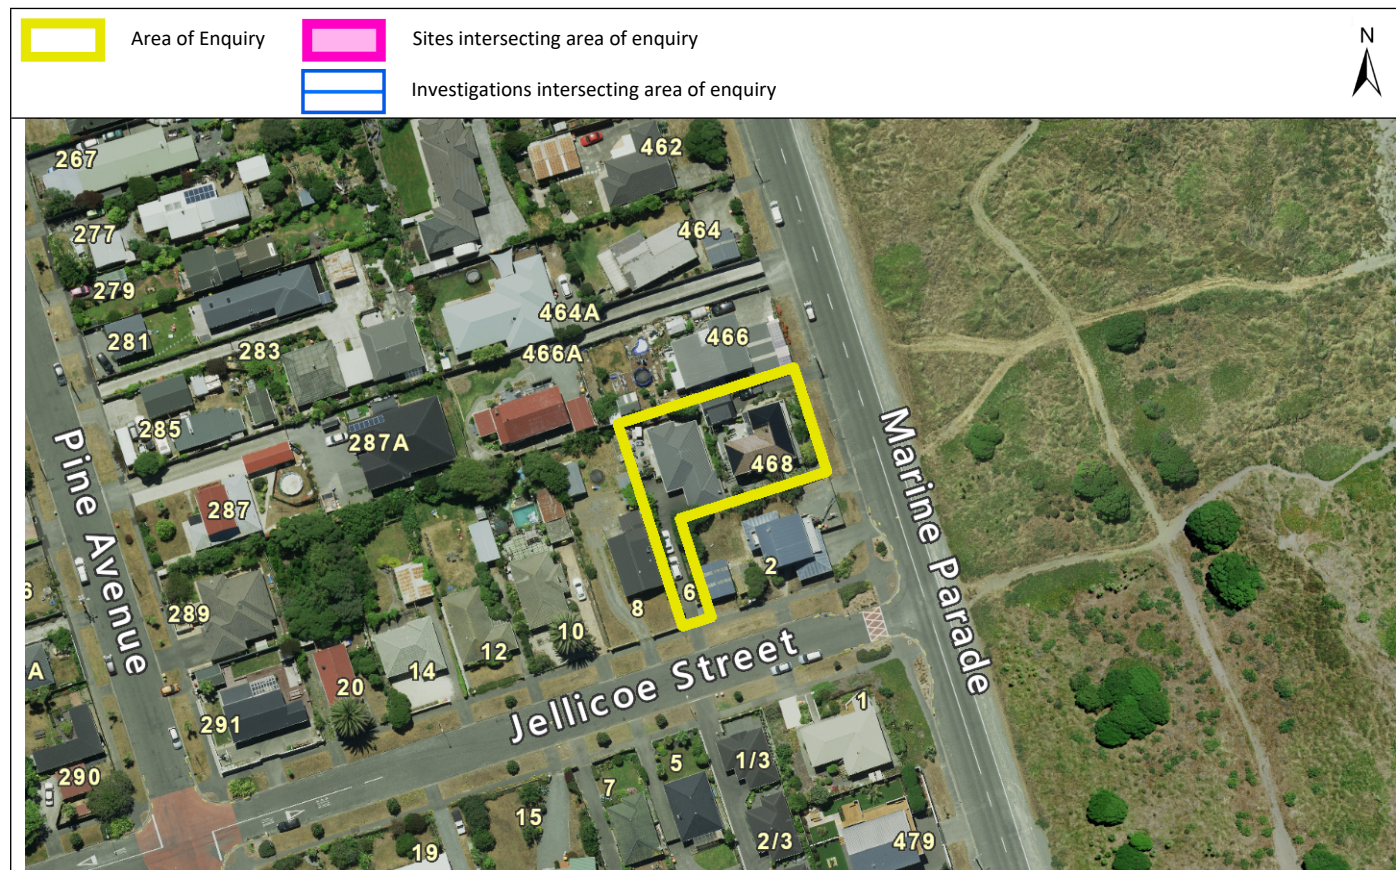 Area of Enquiry
Sites intersecting area of enquiry
N
Investigations intersecting area of enquiry
267
462
277
464
279
464A
281
466
283
466A
285
287A
468
Marine Parade
Pine Avenue
287
2
6
289
8
10
12
14
A
20
Jellicoe Street
291
1
290
5
1/3
7
15
2/3
19
479